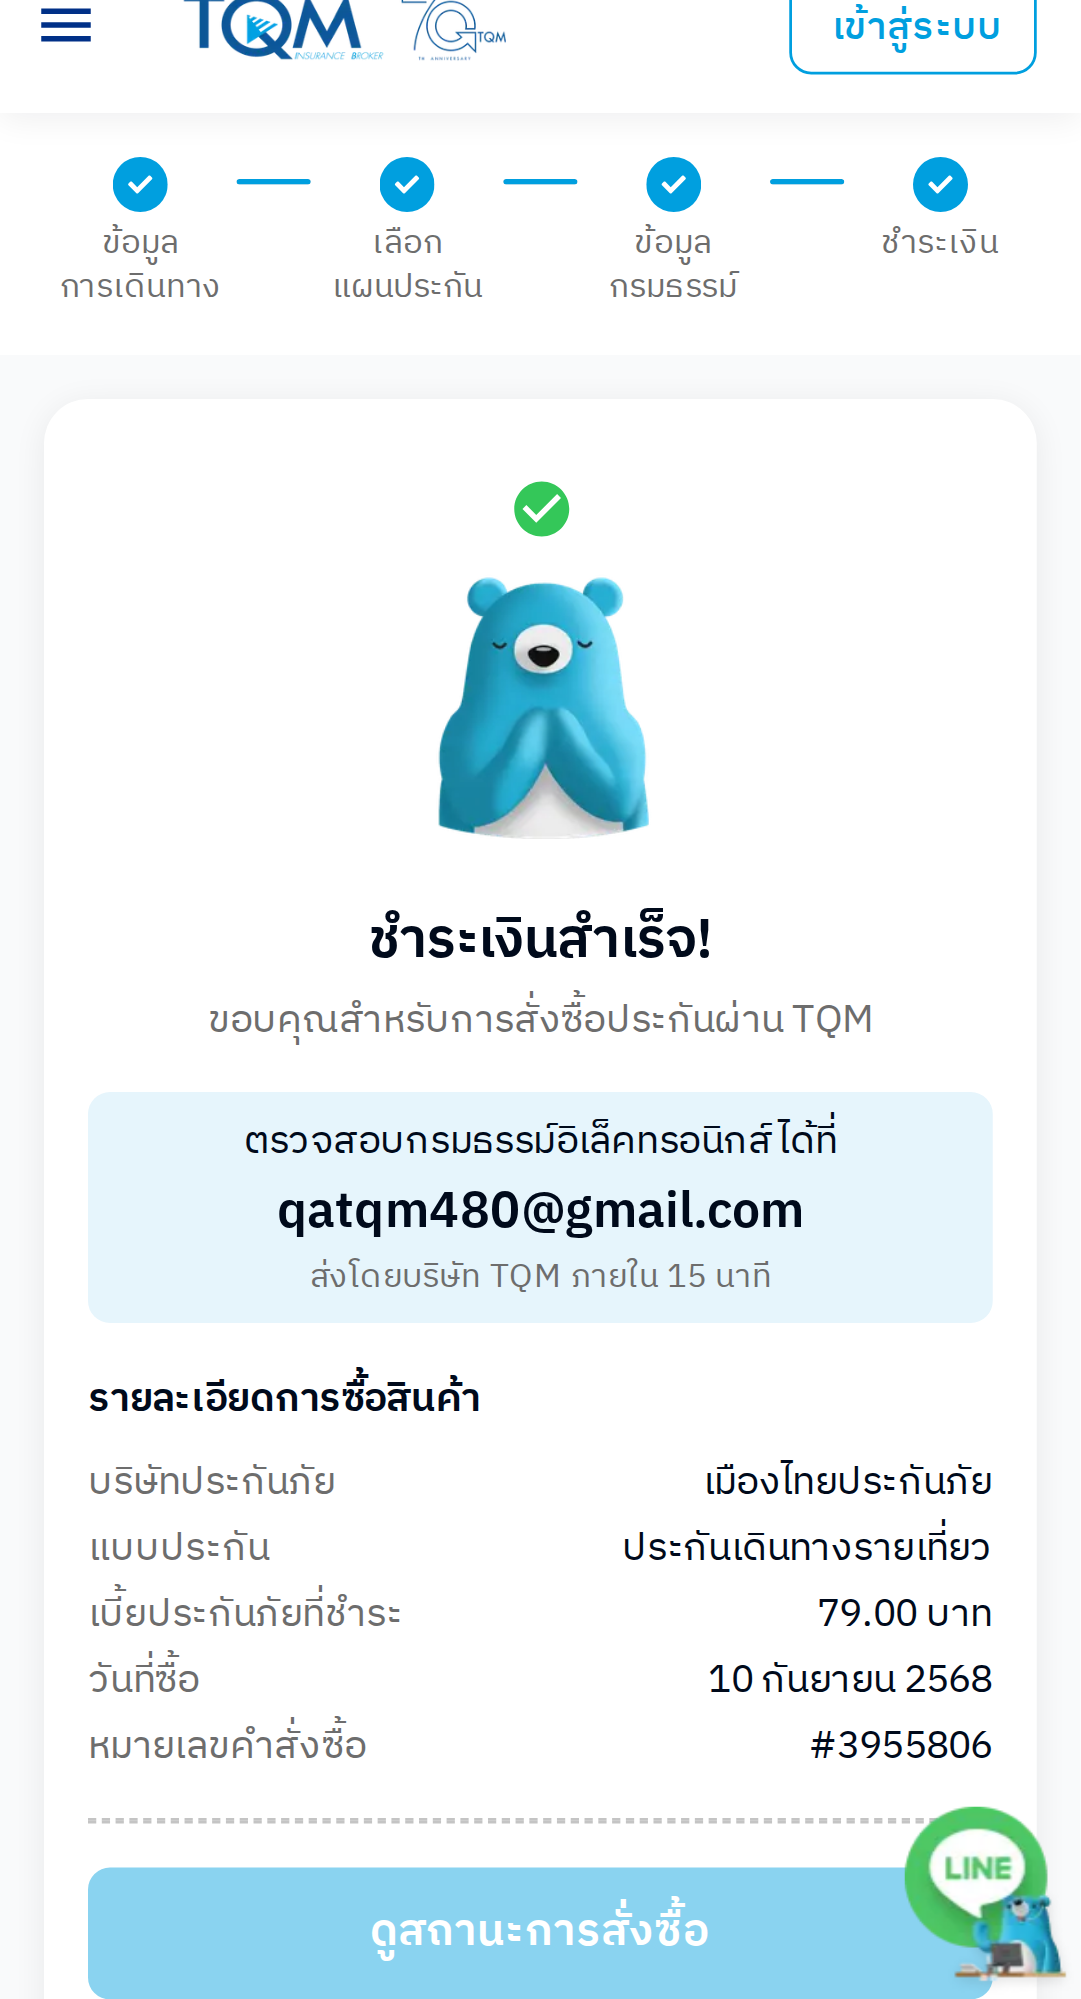 TQM
INSURANCE BROKER
7G TQM
TH ANNIVERSARY
เข้าสู่ระบบ
ข้อมูล
การเดินทาง
เลือก
แผนประกัน
ข้อมูล
กรมธรรม์
ชำระเงิน
ชำระเงินสำเร็จ!
ขอบคุณสำหรับการสั่งซื้อประกันผ่าน TQM
ตรวจสอบกรมธรรม์อิเล็คทรอนิกส์ ได้ที่
qatqm480@gmail.com
ส่งโดยบริษัท TQM ภายใน 15 นาที
รายละเอียดการซื้อสินค้า
บริษัทประกันภัย เมืองไทยประกันภัย
แบบประกัน ประกันเดินทางรายเที่ยว
เบี้ยประกันภัยที่ชำระ 79.00 บาท
วันที่ซื้อ 10 กันยายน 2568
หมายเลขคำสั่งซื้อ #3955806
LINE
ดูสถานะการสั่งซื้อ